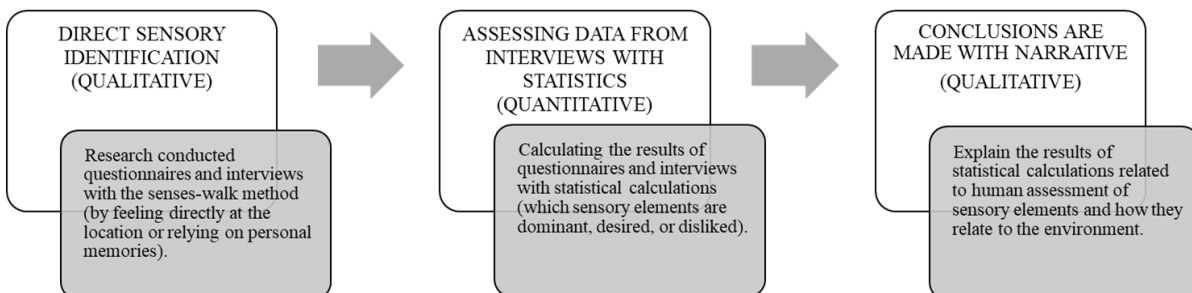 DIRECT SENSORY
IDENTIFICATION
(QUALITATIVE)
Research conducted
questionnaires and interviews
with the senses-walk method
(by feeling directly at the
location or relying on personal
memories).
ASSESSING DATA FROM
INTERVIEWS WITH
STATISTICS
(QUANTITATIVE)
Calculating the results of
questionnaires and interviews
with statistical calculations
(which sensory elements are
dominant, desired, or disliked).
CONCLUSIONS ARE
MADE WITH NARRATIVE
(QUALITATIVE)
Explain the results of
statistical calculations related
to human assessment of
sensory elements and how they
relate to the environment.